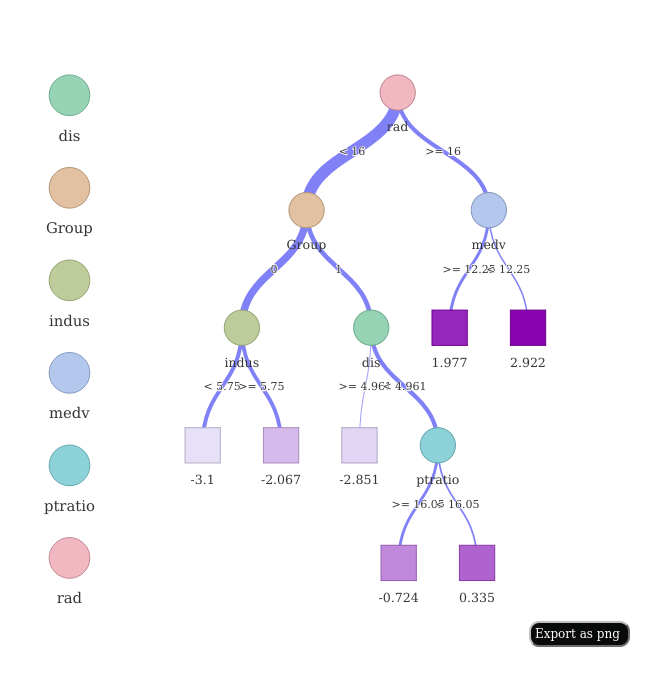 dis
Group
indus
medv
ptratio
rad
rad
< 16
>= 16
Group
medv
0
1
>= 12.25
< 12.25
indus
dis
1.977
2.922
< 5.75
>= 5.75
>= 4.961
< 4.961
-3.1
-2.067
-2.851
ptratio
>= 16.05
< 16.05
-0.724
0.335
Export as png